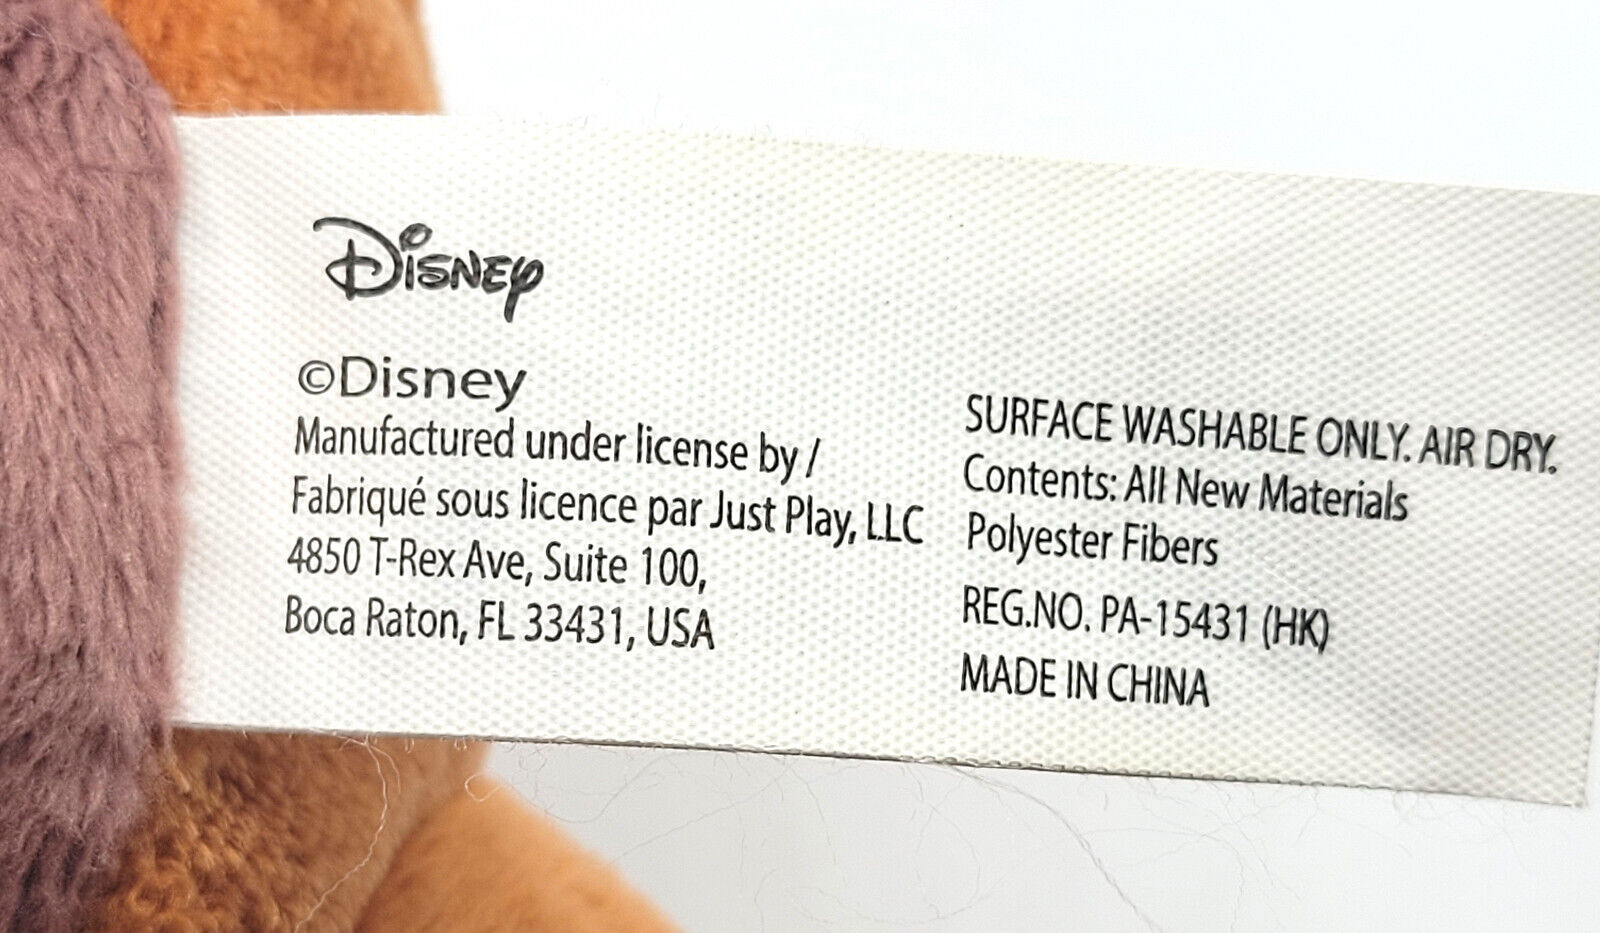 Disney
©Disney
Manufactured under license by /
Fabriqué sous licence par Just Play, LLC
4850 T-Rex Ave, Suite 100,
Boca Raton, FL 33431, USA
SURFACE WASHABLE ONLY. AIR DRY.
Contents: All New Materials
Polyester Fibers
REG.NO. PA-15431 (HK)
MADE IN CHINA